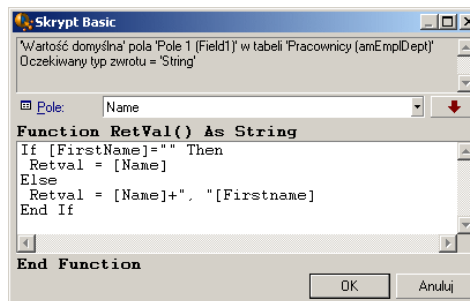 Skrypt Basic
'Wartość domyślna' pola 'Pole 1 (Field1)' w tabeli 'Pracownicy (amEmplDept)'
Oczekiwany typ zwrotu = 'String'
Pole: Name
Function RetVal() As String
If [FirstName]="" Then
Retval = [Name]
Else
Retval = [Name]+", "[Firstname]
End If
End Function
OK Anuluj